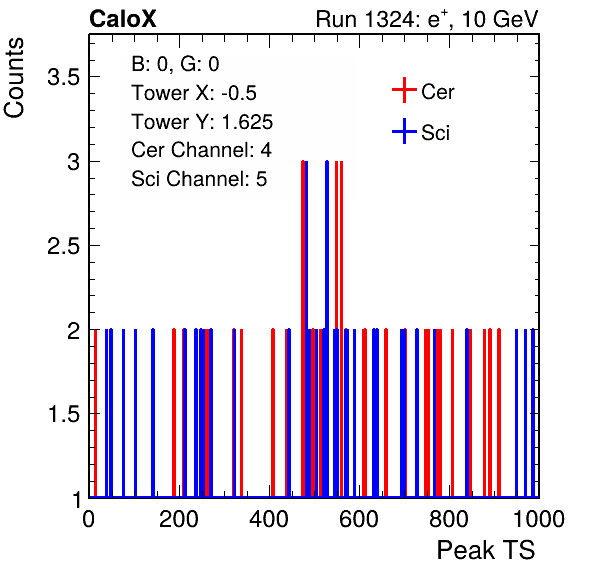 CaloX Run 1324: e+, 10 GeV
Counts
B: 0, G: 0
Tower X: -0.5
Tower Y: 1.625
Cer Channel: 4
Sci Channel: 5
Cer
Sci
3.5
3
2.5
2
1.5
1
0 200 400 600 800 1000
Peak TS